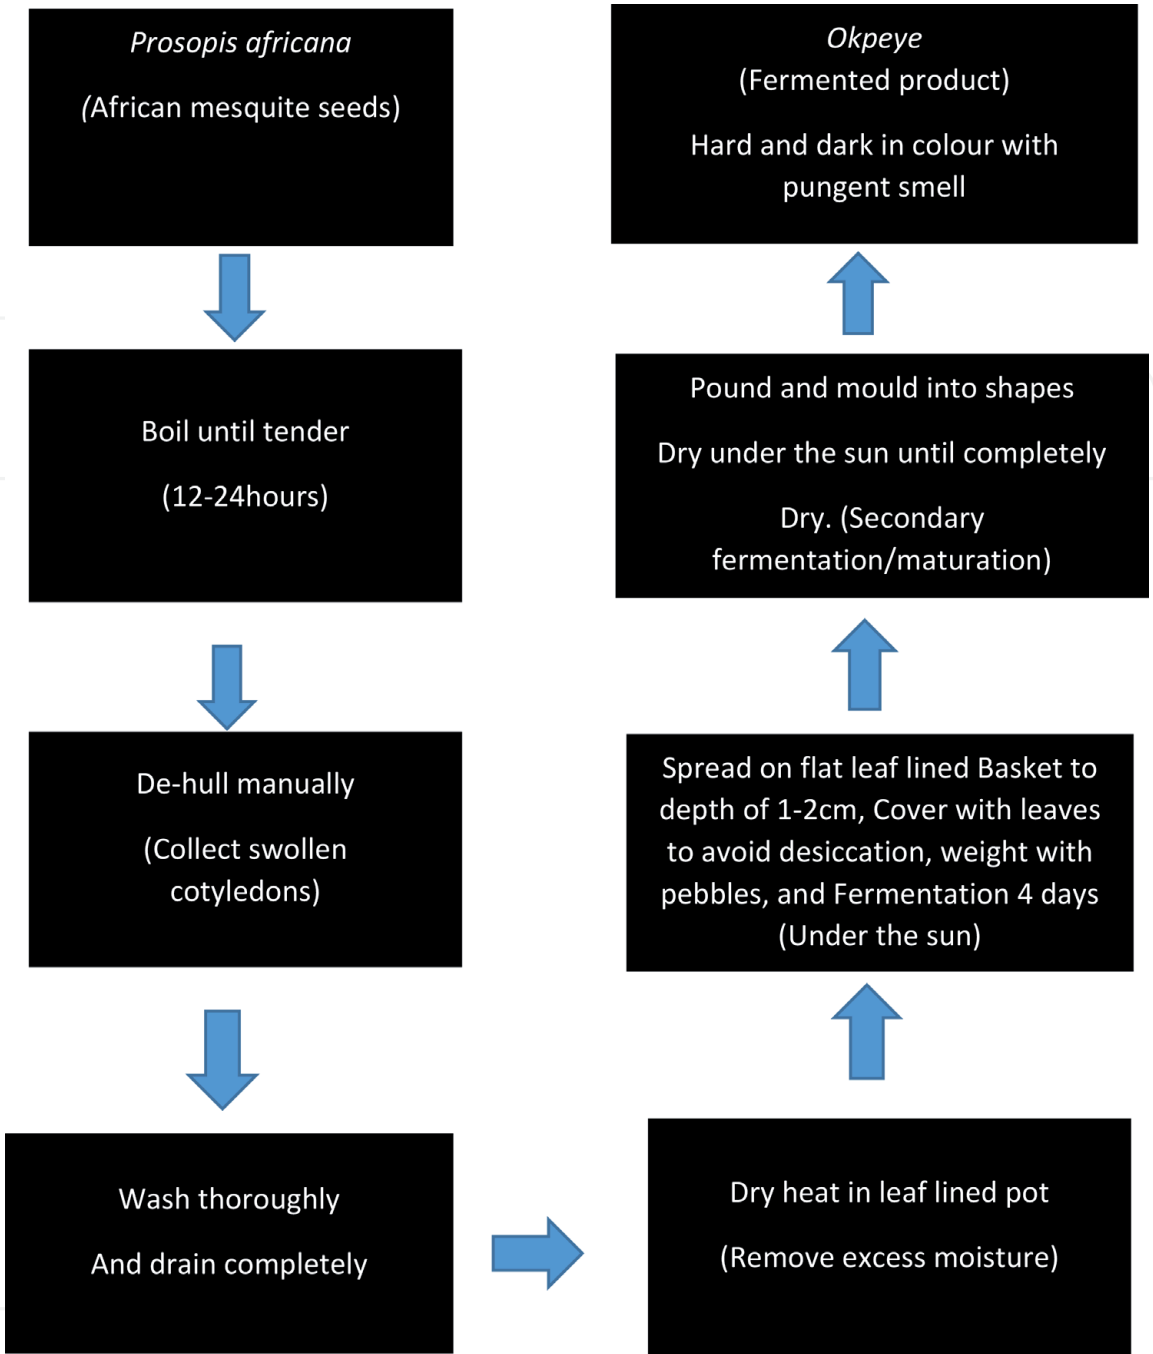 Prosopis africana
(African mesquite seeds)
Boil until tender
(12-24hours)
De-hull manually
(Collect swollen
cotyledons)
Wash thoroughly
And drain completely
Dry heat in leaf lined pot
(Remove excess moisture)
Spread on flat leaf lined Basket to
depth of 1-2cm, Cover with leaves
to avoid desiccation, weight with
pebbles, and Fermentation 4 days
(Under the sun)
Pound and mould into shapes
Dry under the sun until completely
Dry. (Secondary
fermentation/maturation)
Okpeye
(Fermented product)
Hard and dark in colour with
pungent smell